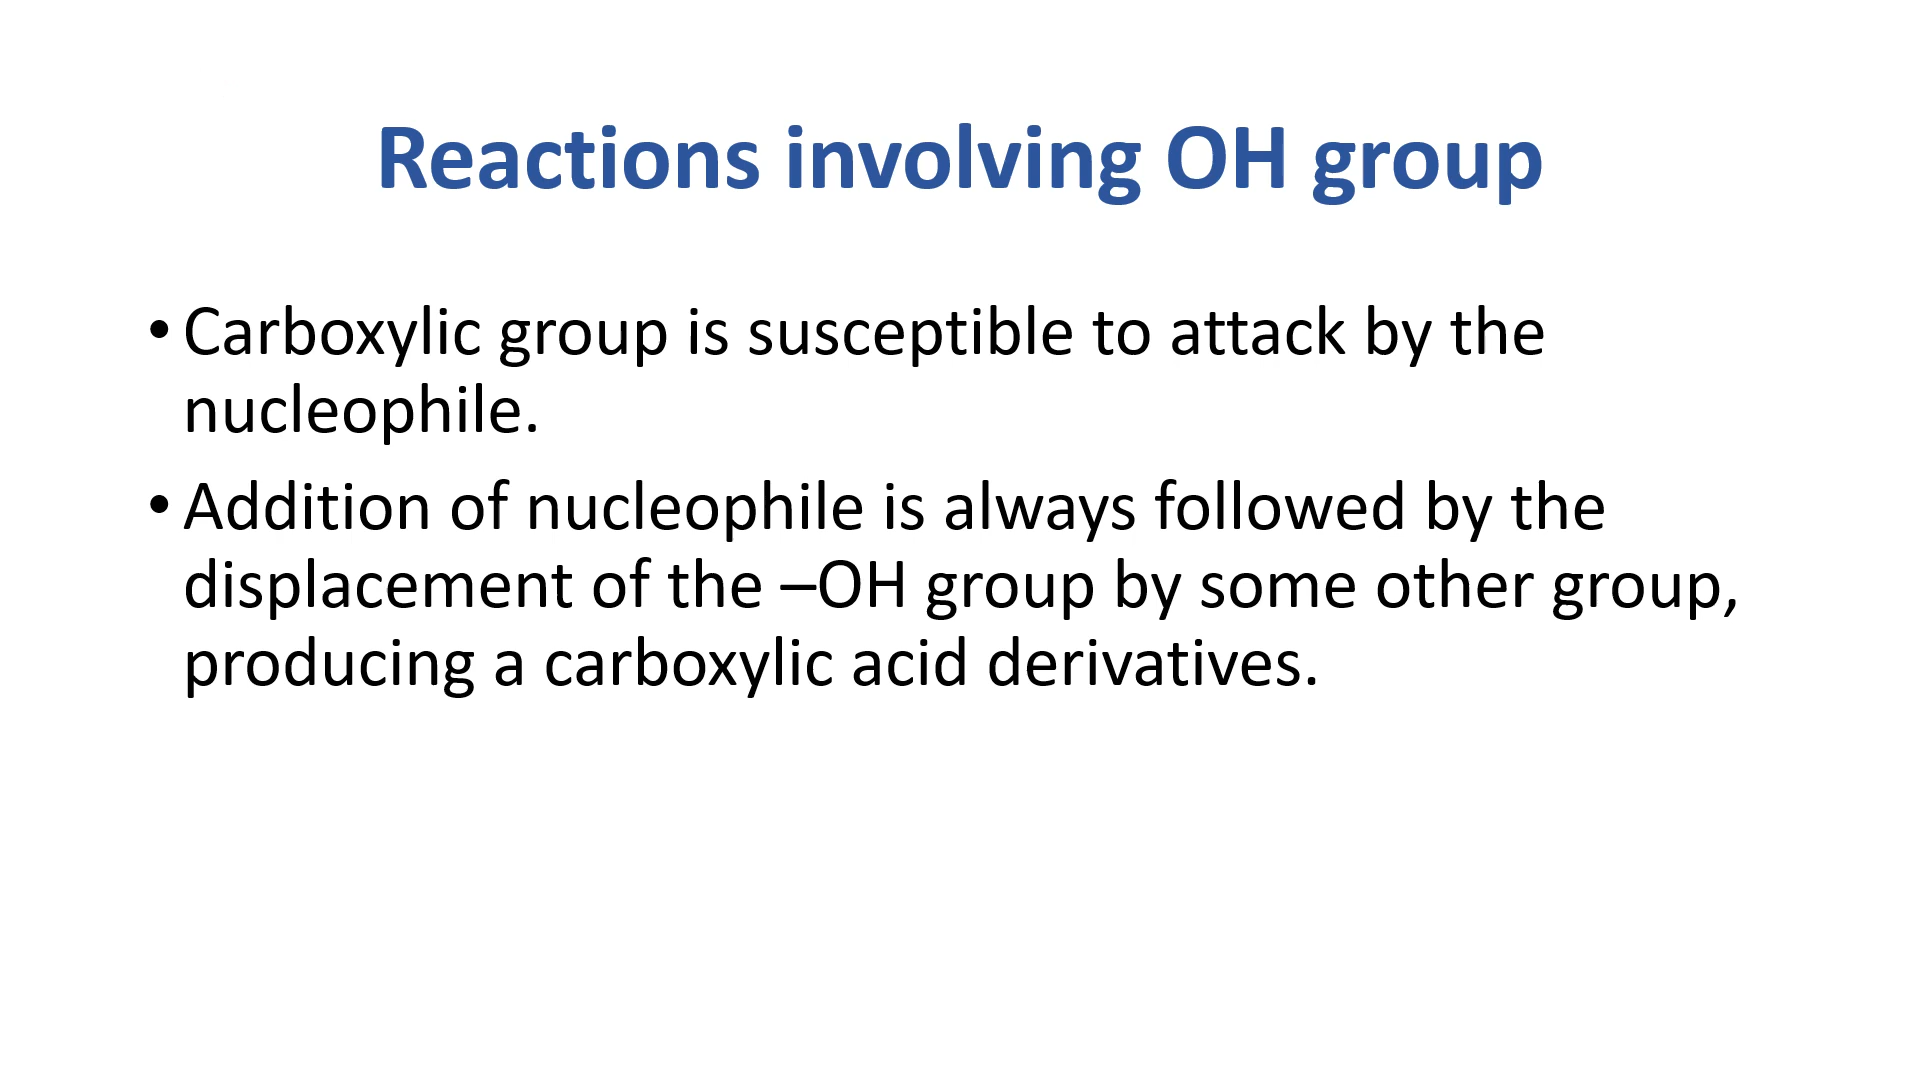 Reactions involving OH group
• Carboxylic group is susceptible to attack by the
nucleophile.
• Addition of nucleophile is always followed by the
displacement of the –OH group by some other group,
producing a carboxylic acid derivatives.